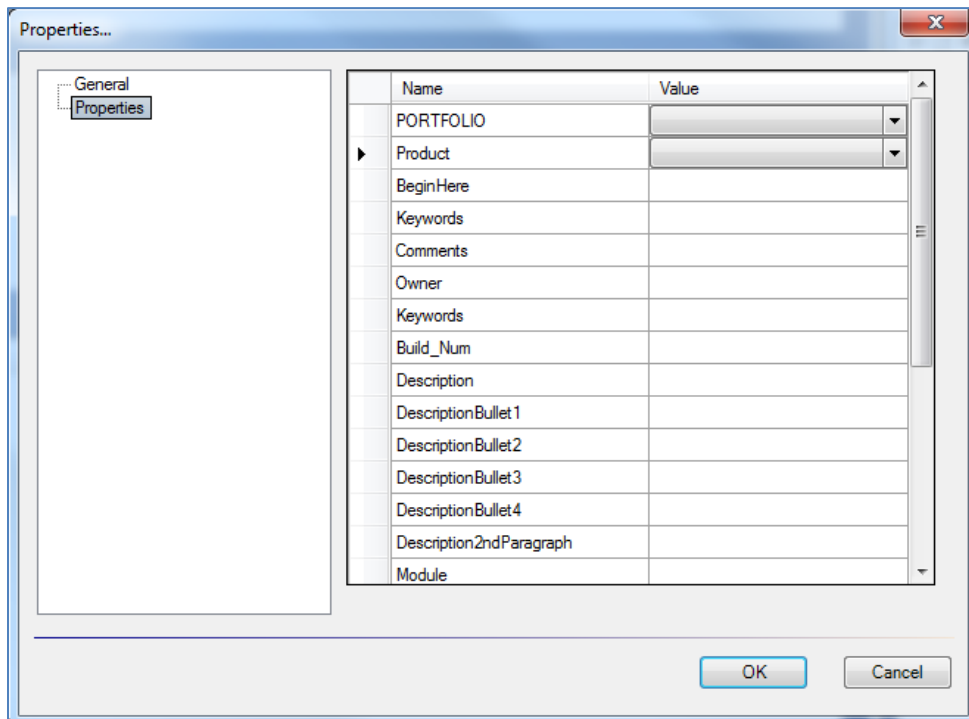 Properties...
General
Properties
Name Value
PORTFOLIO
Product
BeginHere
Keywords
Comments
Owner
Keywords
Build_Num
Description
DescriptionBullet1
DescriptionBullet2
DescriptionBullet3
DescriptionBullet4
Description2ndParagraph
Module
OK Cancel